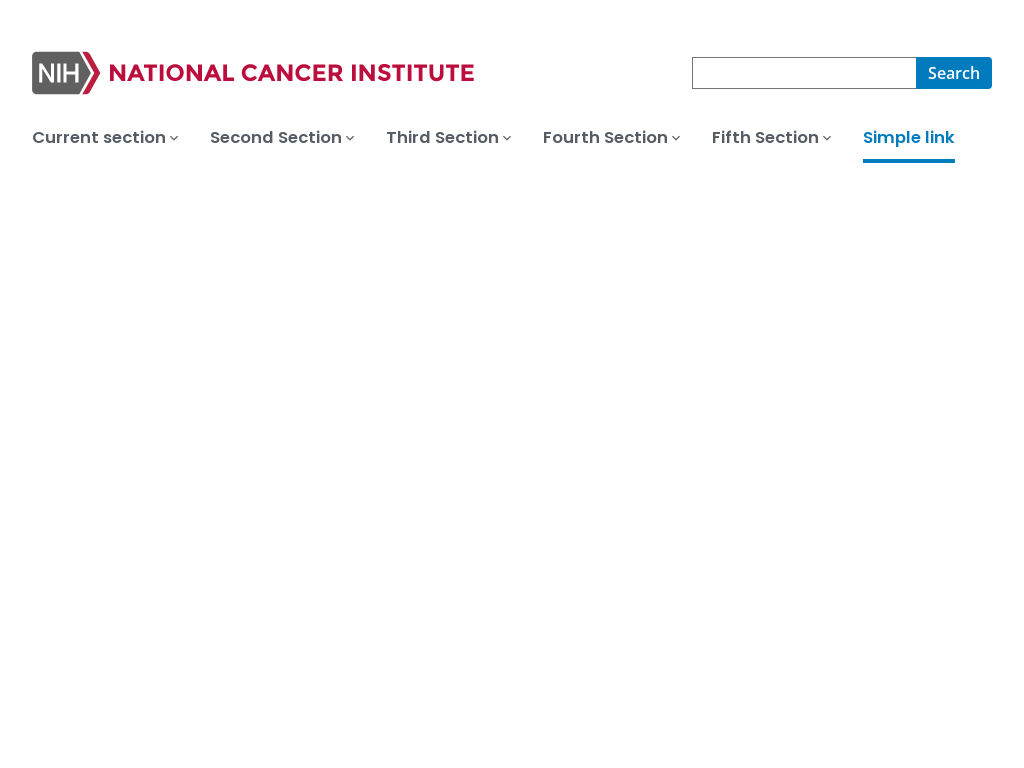 NIH NATIONAL CANCER INSTITUTE
Search
Current section Second Section Third Section Fourth Section Fifth Section Simple link